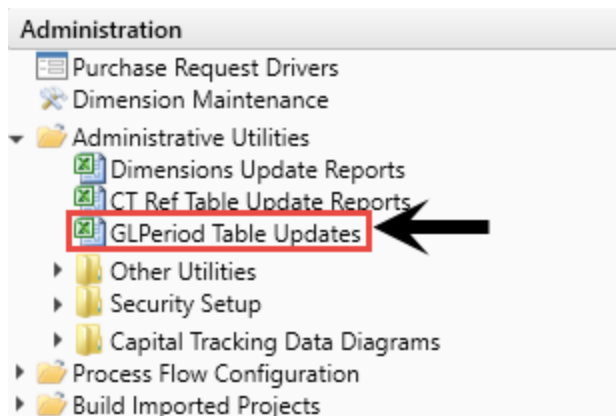 Administration
Purchase Request Drivers
Dimension Maintenance
Administrative Utilities
Dimensions Update Reports
CT Ref Table Update Reports
GLPeriod Table Updates
Other Utilities
Security Setup
Capital Tracking Data Diagrams
Process Flow Configuration
Build Imported Projects